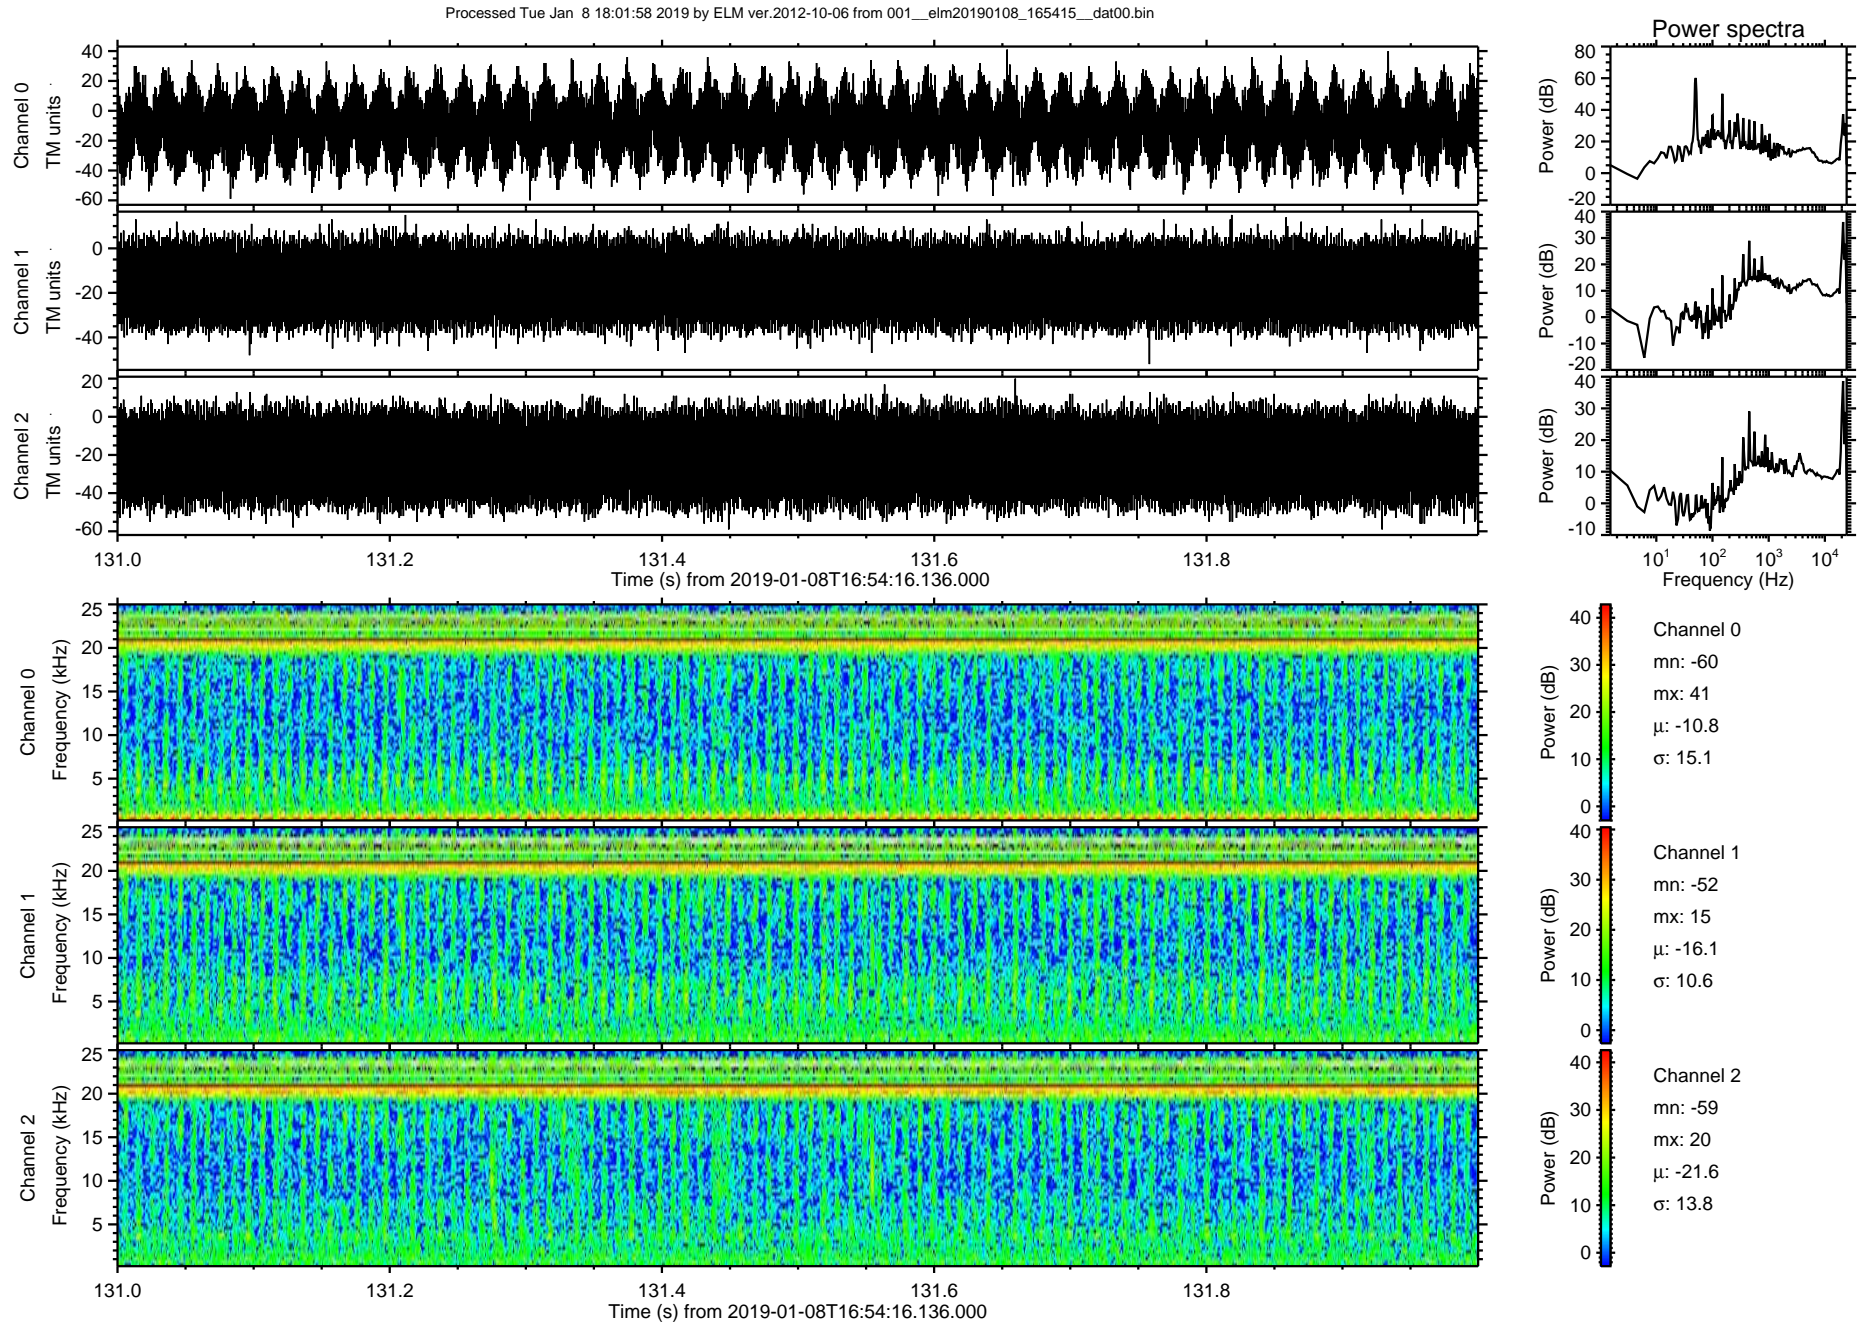 Processed Tue Jan  8 18:01:58 2019 by ELM ver.2012-10-06 from 001__elm20190108_165415__dat00.bin
Power spectra
Channel 0
TM units
40
20
0
-20
-40
-60
Power (dB)
80
60
40
20
0
-20
Channel 1
TM units
0
-20
-40
Power (dB)
40
30
20
10
0
-10
-20
Channel 2
TM units
20
0
-20
-40
-60
Power (dB)
40
30
20
10
0
-10
131.0 131.2 131.4 131.6 131.8
Time (s) from 2019-01-08T16:54:16.136.000
10^1 10^2 10^3 10^4
Frequency (Hz)
Channel 0
Frequency (kHz)
25
20
15
10
5
Power (dB)
40
30
20
10
0
Channel 0
mn: -60
mx: 41
μ: -10.8
σ: 15.1
Channel 1
Frequency (kHz)
25
20
15
10
5
Power (dB)
40
30
20
10
0
Channel 1
mn: -52
mx: 15
μ: -16.1
σ: 10.6
Channel 2
Frequency (kHz)
25
20
15
10
5
Power (dB)
40
30
20
10
0
Channel 2
mn: -59
mx: 20
μ: -21.6
σ: 13.8
131.0 131.2 131.4 131.6 131.8
Time (s) from 2019-01-08T16:54:16.136.000